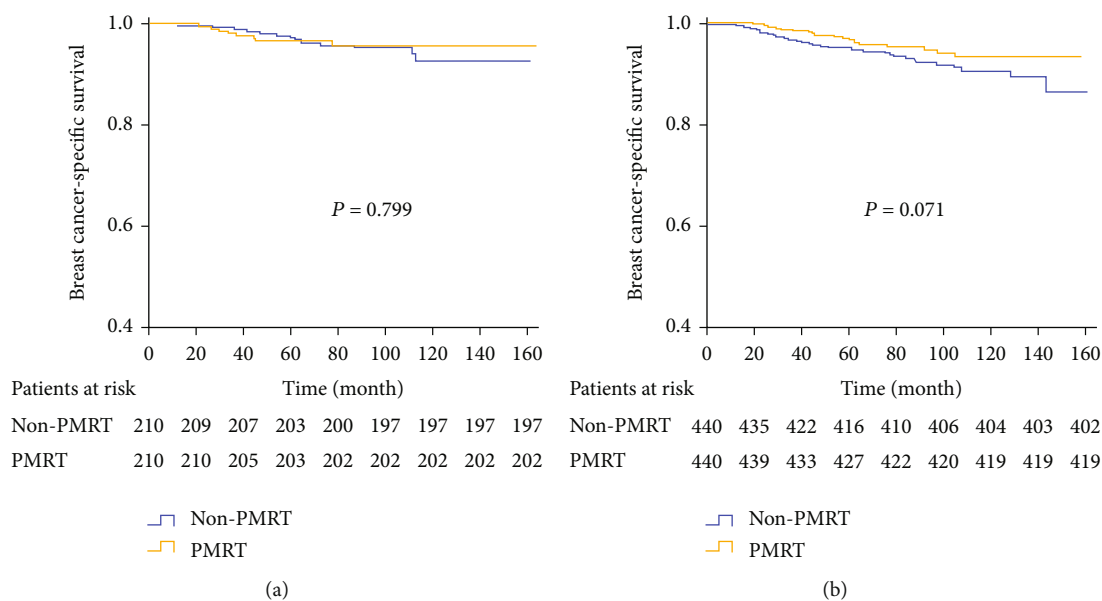 Breast cancer-specific survival
1.0
0.8
0.6
0.4
P = 0.799
0 20 40 60 80 100 120 140 160
Patients at risk Time (month)
Non-PMRT 210 209 207 203 200 197 197 197 197
PMRT 210 210 205 203 202 202 202 202 202
Non-PMRT
PMRT
(a)
Breast cancer-specific survival
1.0
0.8
0.6
0.4
P = 0.071
0 20 40 60 80 100 120 140 160
Patients at risk Time (month)
Non-PMRT 440 435 422 416 410 406 404 403 402
PMRT 440 439 433 427 422 420 419 419 419
Non-PMRT
PMRT
(b)